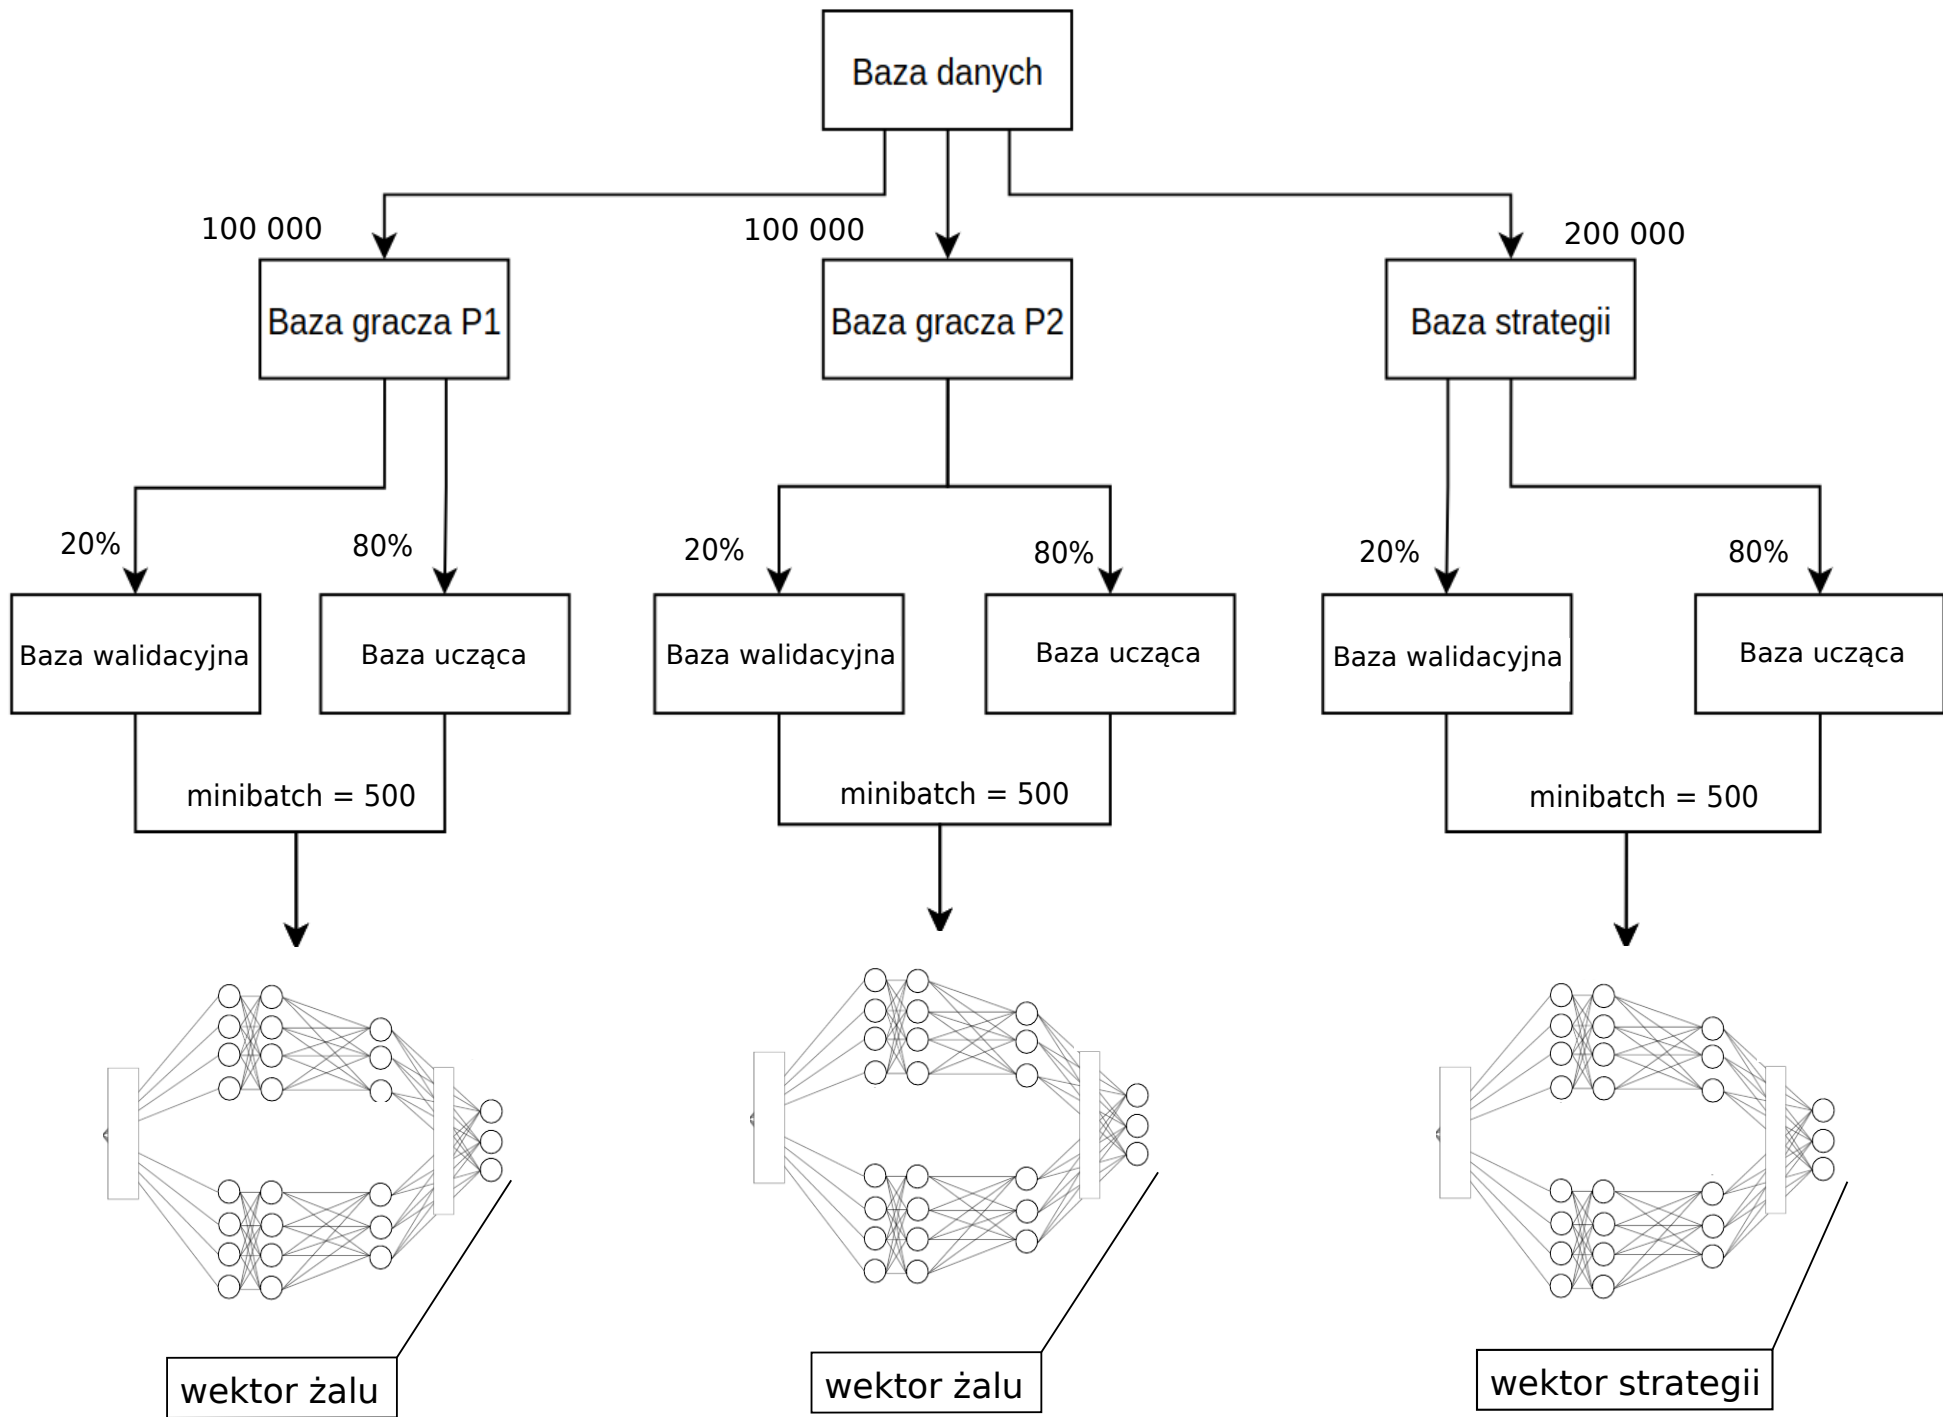 Baza danych
100 000
100 000
200 000
Baza gracza P1
Baza gracza P2
Baza strategii
20%
80%
20%
80%
20%
80%
Baza walidacyjna
Baza ucząca
Baza walidacyjna
Baza ucząca
Baza walidacyjna
Baza ucząca
minibatch = 500
minibatch = 500
minibatch = 500
wektor żalu
wektor żalu
wektor strategii